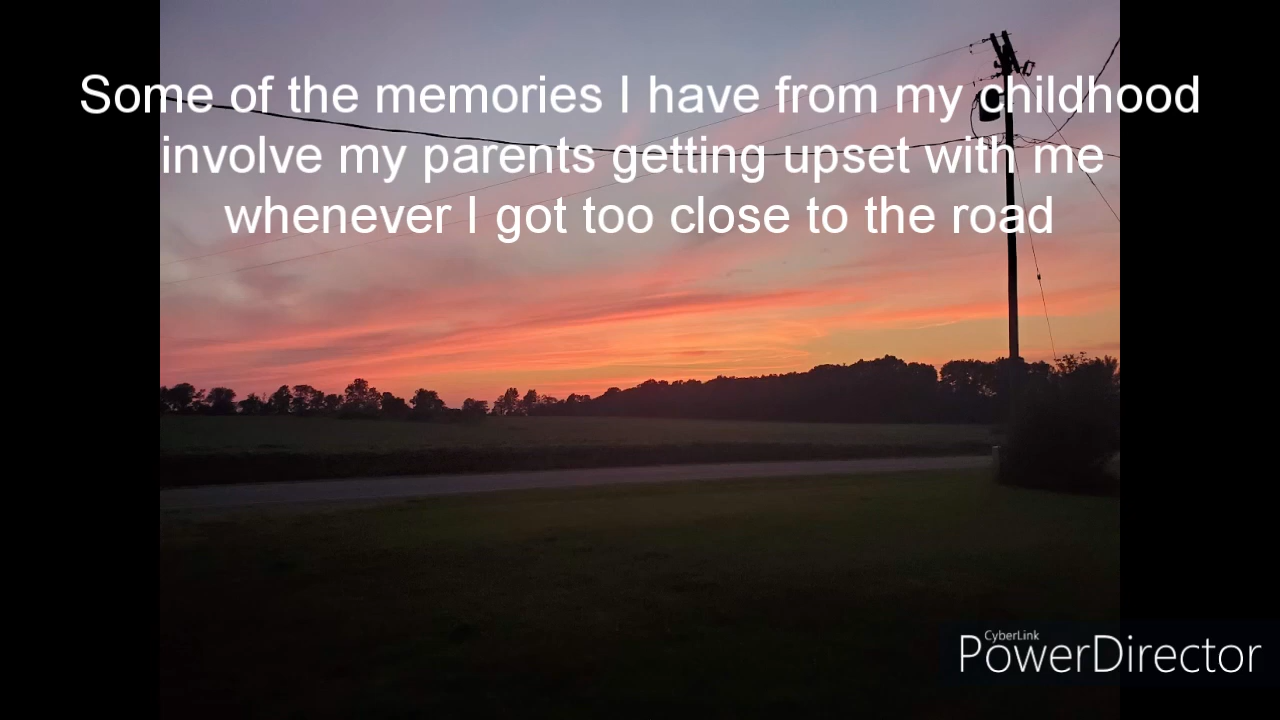 Some of the memories I have from my childhood
involve my parents getting upset with me
whenever I got too close to the road
CyberLink
PowerDirector